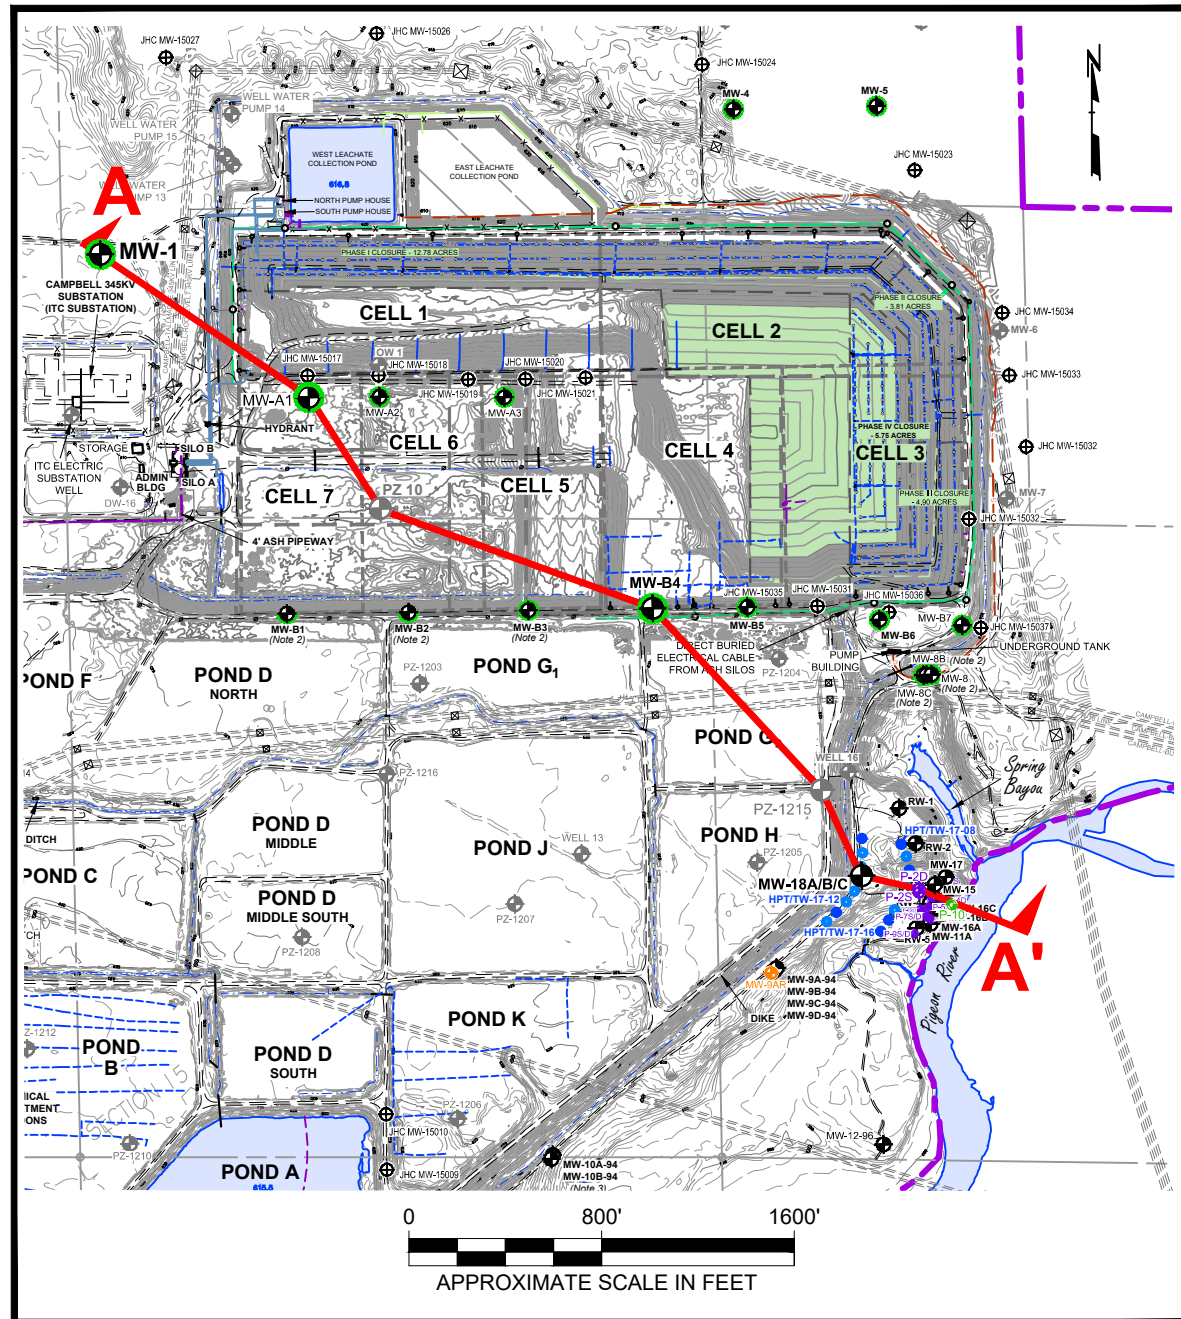 JHC MW-15027
JHC MW-15026
JHC MW-15024
N
MW-4
MW-5
WELL WATER
PUMP 14
WELL WATER
PUMP 15
PUMP 13
JHC MW-15023
WEST LEACHATE
COLLECTION POND
EAST LEACHATE
COLLECTION POND
NORTH PUMP HOUSE
SOUTH PUMP HOUSE
A
MW-1
PHASE I CLOSURE - 12.78 ACRES
CAMPBELL 345KV
SUBSTATION
(ITC SUBSTATION)
PHASE II CLOSURE
- 3.81 ACRES
JHC MW-15034
MW-6
CELL 1
CELL 2
JHC MW-15017
OW 1
JHC MW-15018
JHC MW-15020
JHC MW-15019
JHC MW-15021
JHC MW-15033
MW-A1
MW-A2
MW-A3
HYDRANT
CELL 6
CELL 4
PHASE IV CLOSURE
- 5.75 ACRES
CELL 3
JHC MW-15032
STORAGE
SILO B
ITC ELECTRIC
SUBSTATION
WELL
ADMIN
BLDG
SILO A
DW-16
CELL 7
PZ 10
CELL 5
PHASE III CLOSURE
- 4.90 ACRES
MW-7
JHC MW-15032
4' ASH PIPEWAY
MW-B4
JHC MW-15035
JHC MW-15031
JHC MW-15036
MW-B1
(Note 2)
MW-B2
(Note 2)
MW-B3
(Note 2)
MW-B5
MW-B6
MW-B7
JHC MW-15037
UNDERGROUND TANK
DIRECT BURIED
ELECTRICAL CABLE
FROM ASH SILOS
PUMP
BUILDING
MW-8B (Note 2)
MW-8
(Note 2)
MW-8C
(Note 2)
POND F
POND D
NORTH
PZ-1203
POND G1
PZ-1204
POND G
PZ-1216
WELL 16
PZ-1215
Spring
Bayou
RW-1
HPT/TW-17-08
RW-2
DITCH
POND D
MIDDLE
POND J
WELL 13
POND H
PZ-1205
MW-17
POND C
POND D
MIDDLE SOUTH
PZ-1207
PZ-1208
MW-18A/B/C
P-2D
P-2S
MW-15
HPT/TW-17-12
P-10
MW-16A
MW-11A
HPT/TW-17-16
RW-5
A'
Pigeon River
MW-9AR
MW-9A-94
MW-9B-94
MW-9C-94
MW-9D-94
DIKE
POND K
POND
B
POND D
SOUTH
PZ-1206
JHC MW-15010
PZ-1210
MW-12-96
POND A
JHC MW-15009
MW-10A-94
MW-10B-94
(Note 3)
0 800' 1600'
APPROXIMATE SCALE IN FEET